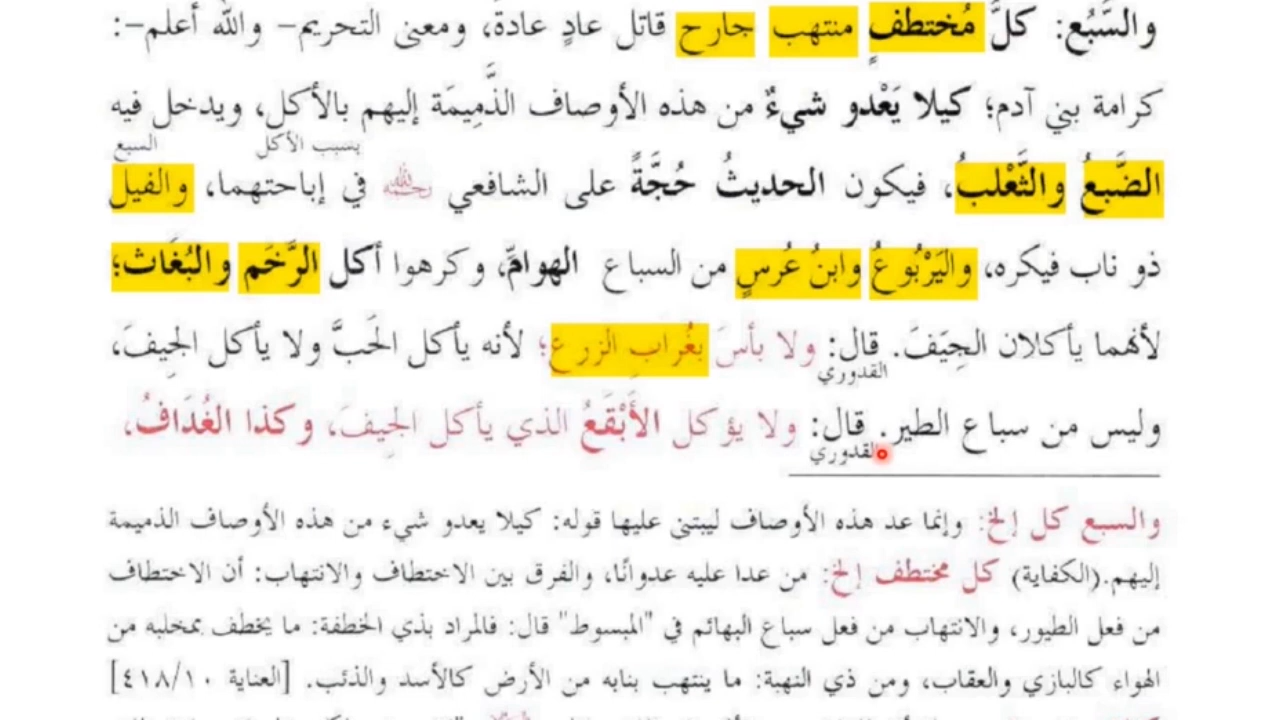 والسَّبُع: كلَّ مُختطفٍ منتهب جارح قاتل عادٍ عادةً، ومعنى التحريم– والله أعلم–:
كرامة بني آدم؛ كيلا يَعْدو شيءٌ من هذه الأوصاف الذَّمِيمَة إليهم بالأكل، ويدخل فيه
بسبب الأكل السبع
الضَّبعُ والثَّعْلبُ، فيكون الحديثُ حُجَّةً على الشافعي رحمه الله في إباحتهما، والفيل
ذو ناب فيكره، واليَرْبُوعُ وابنُ عُرسٍ من السباع الهوامِّ، وكرهوا أكل الرَّخَم والبُغَاث؛
لأنهما يأكلان الجِيَفَ. قال: ولا بأسَ بغُراب الزرع؛ لأنه يأكل الحَبَّ ولا يأكل الجِيفَ،
القدوري
وليس من سباع الطير. قال: ولا يؤكل الأَبْقَعُ الذي يأكل الجِيفَ، وكذا الغُدَافُ،
القدوري
والسبع كل إلخ: وإنما عد هذه الأوصاف ليبتنى عليها قوله: كيلا يعدو شيء من هذه الأوصاف الذميمة
إليهم.(الكفاية) كل مختطف إلخ: من عدا عليه عدوانًا، والفرق بين الاختطاف والانتهاب: أن الاختطاف
من فعل الطيور، والانتهاب من فعل سباع البهائم في "المبسوط" قال: فالمراد بذي الخطفة: ما يخطف بمخلبه من
الهواء كالبازي والعقاب، ومن ذي النهبة: ما ينتهب بنابه من الأرض كالأسد والذئب. [العناية ٤١٨/١٠]